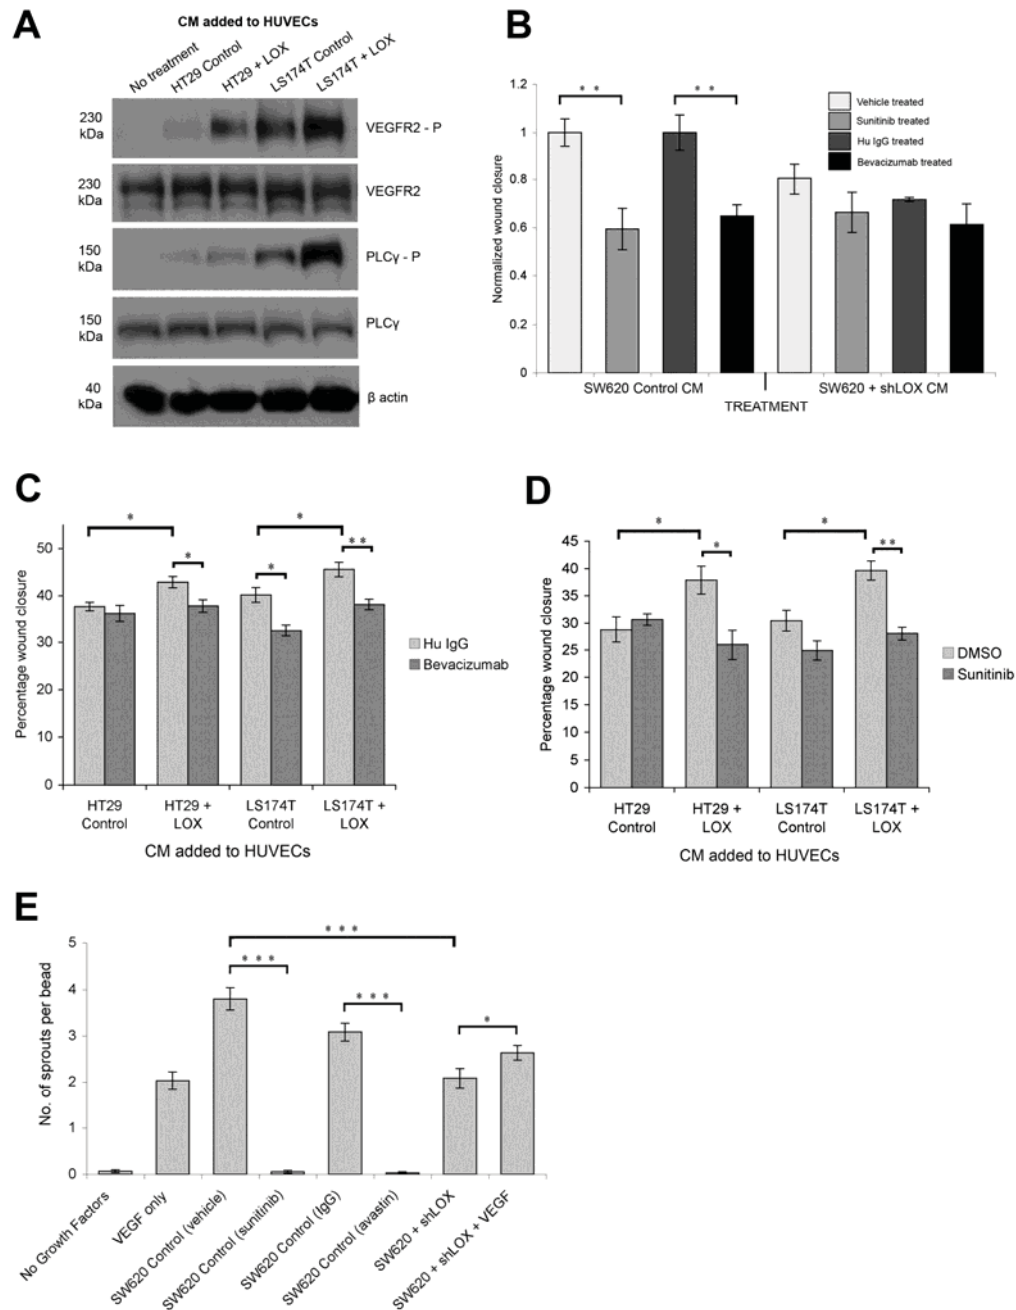 A
CM added to HUVECs
No treatment
HT29 Control
HT29 + LOX
LS174T Control
LS174T + LOX
230
kDa
VEGFR2 - P
230
kDa
VEGFR2
150
kDa
PLCγ - P
150
kDa
PLCγ
40
kDa
β actin
B
Normalized wound closure
1.2
1
0.8
0.6
0.4
0.2
0
* *
* *
Vehicle treated
Sunitinib treated
Hu IgG treated
Bevacizumab treated
SW620 Control CM
SW620 + shLOX CM
TREATMENT
C
Percentage wound closure
50
40
30
20
10
0
*
*
*
*
**
Hu IgG
Bevacizumab
HT29
Control
HT29 +
LOX
LS174T
Control
LS174T +
LOX
CM added to HUVECs
D
Percentage wound closure
45
40
35
30
25
20
15
10
5
0
*
*
*
**
DMSO
Sunitinib
HT29
Control
HT29 +
LOX
LS174T
Control
LS174T +
LOX
CM added to HUVECs
E
No. of sprouts per bead
5
4
3
2
1
0
* * *
* * *
* * *
*
No Growth Factors
VEGF only
SW620 Control (vehicle)
SW620 Control (sunitinib)
SW620 Control (IgG)
SW620 Control (avastin)
SW620 + shLOX
SW620 + shLOX + VEGF